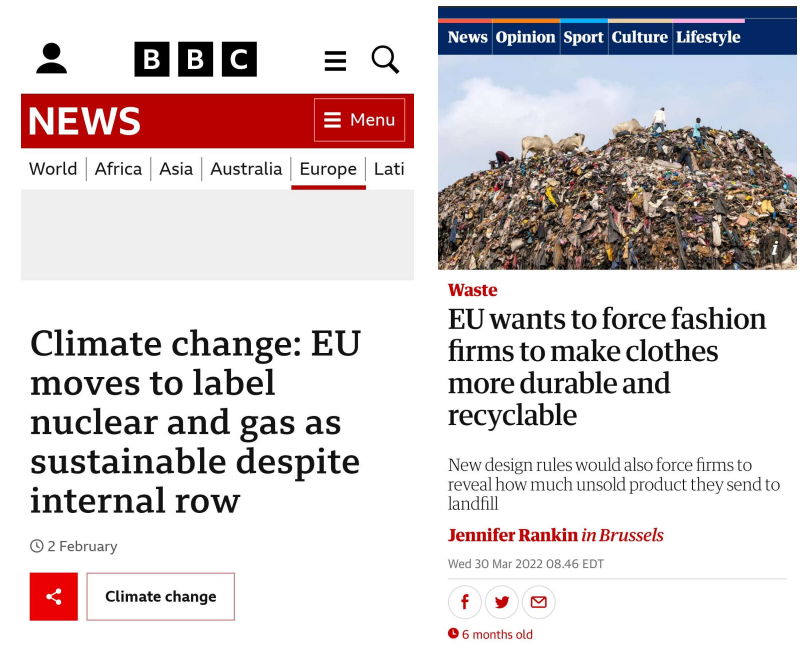 BBC
NEWS
Menu
World
Africa
Asia
Australia
Europe
Lati
Climate change: EU
moves to label
nuclear and gas as
sustainable despite
internal row
2 February
Climate change
News
Opinion
Sport
Culture
Lifestyle
i
Waste
EU wants to force fashion
firms to make clothes
more durable and
recyclable
New design rules would also force firms to
reveal how much unsold product they send to
landfill
Jennifer Rankin in Brussels
Wed 30 Mar 2022 08.46 EDT
f
6 months old